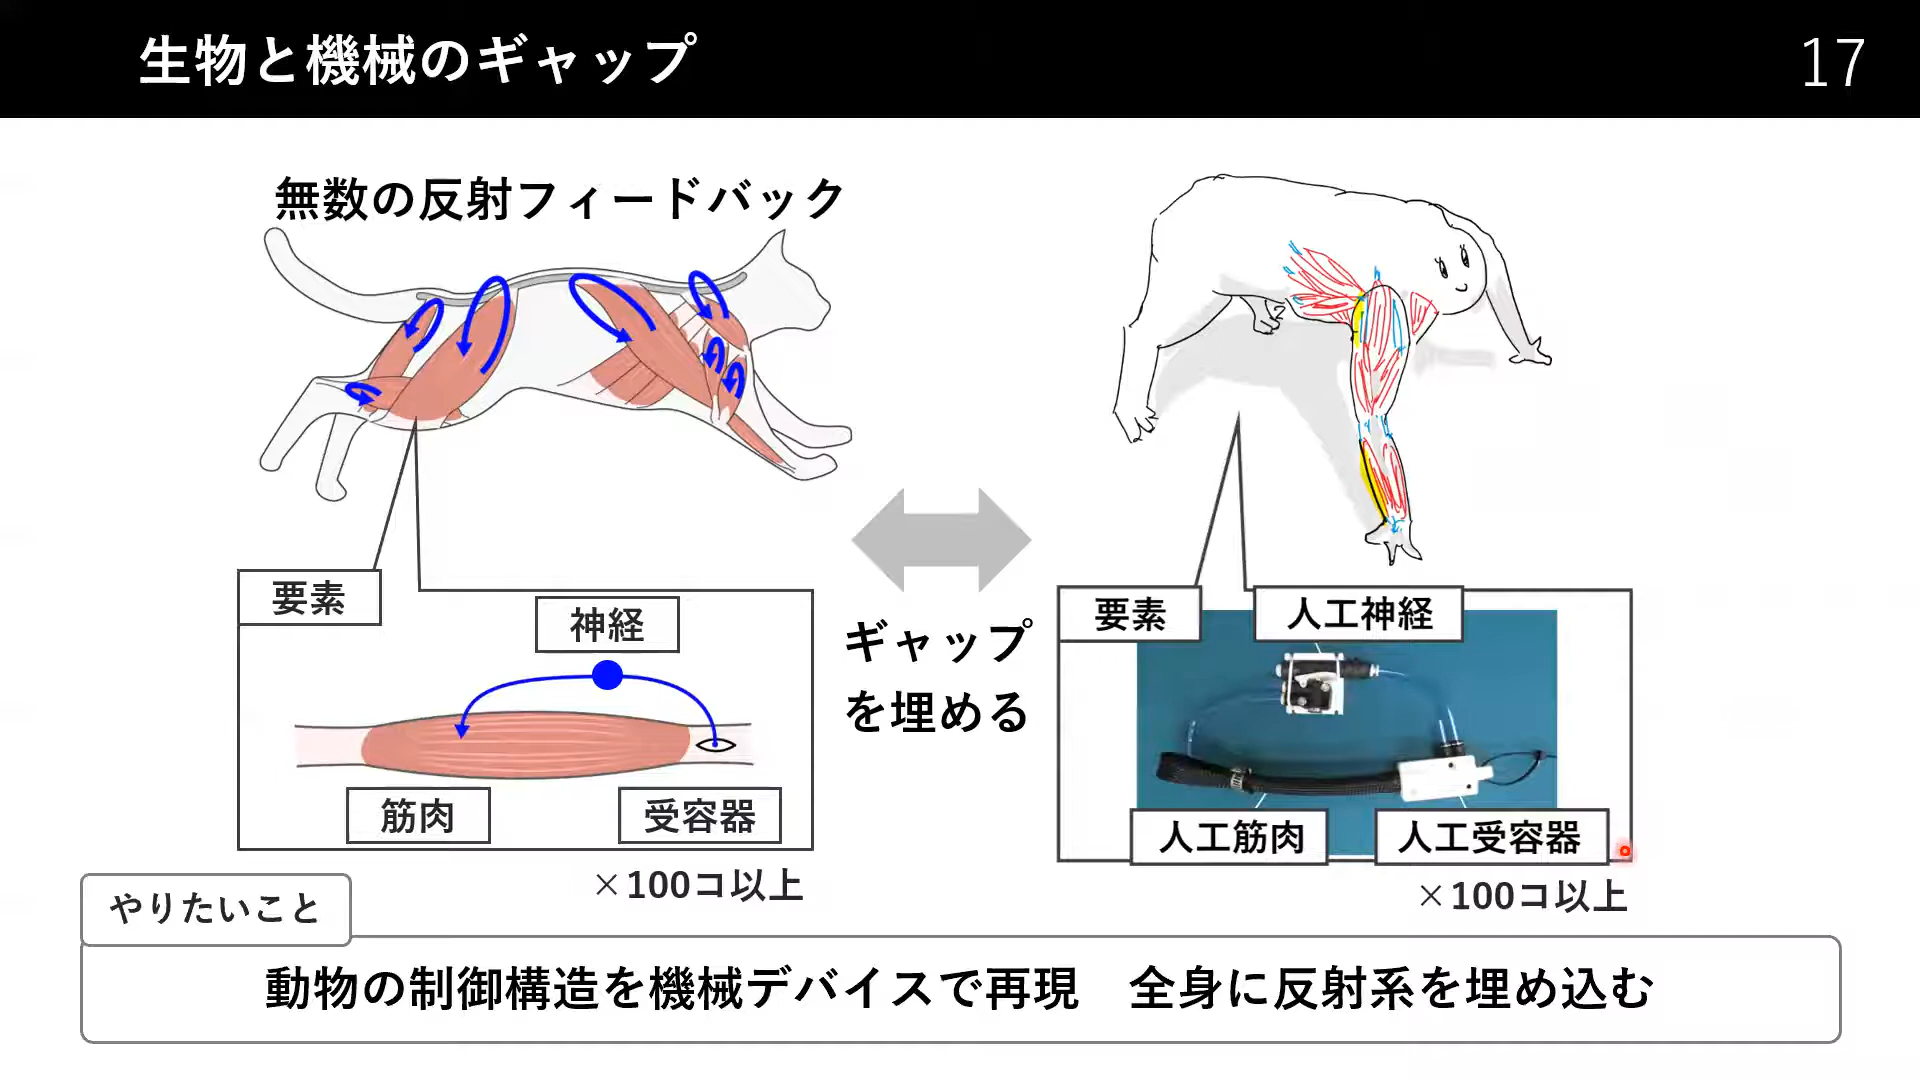 生物と機械のギャップ
17
無数の反射フィードバック
要素
神経
筋肉
受容器
×100コ以上
ギャップ
を埋める
要素
人工神経
人工筋肉
人工受容器
×100コ以上
やりたいこと
動物の制御構造を機械デバイスで再現　全身に反射系を埋め込む